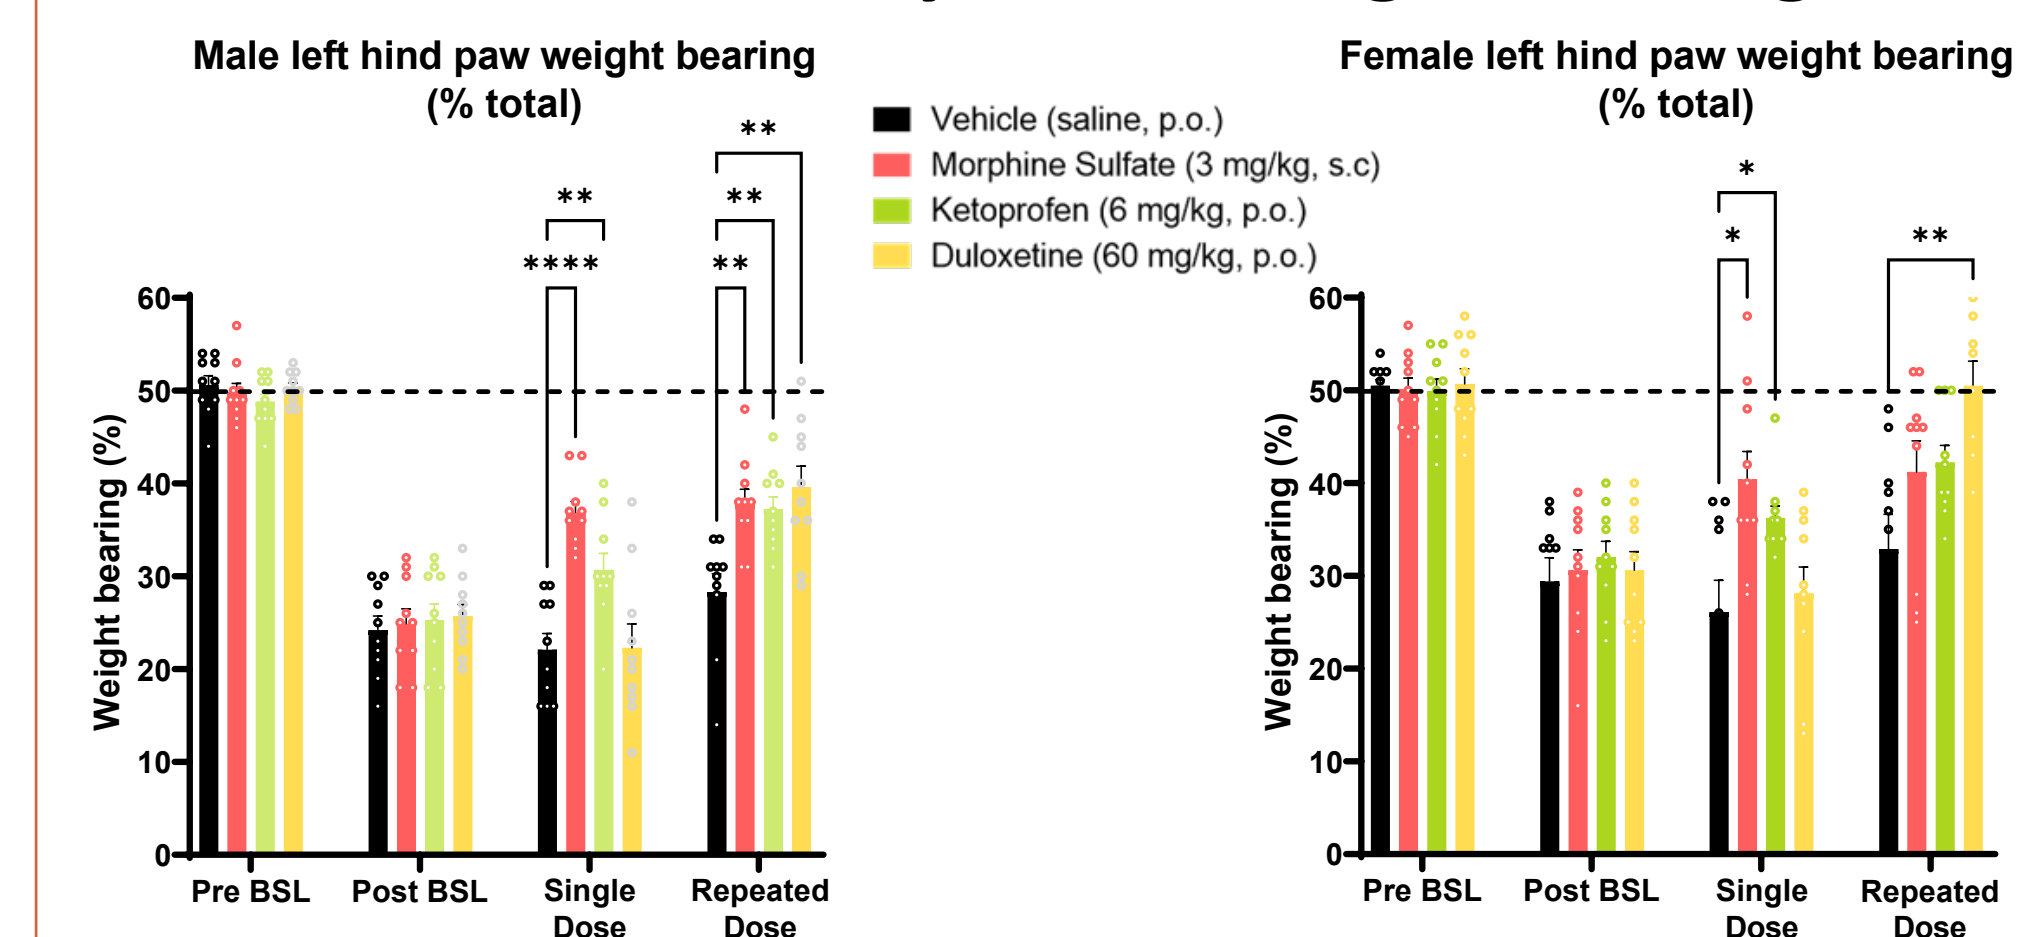 Male left hind paw weight bearing
(% total)
**
**
**
****
**
Weight bearing (%)
60
50
40
30
20
10
0
Pre BSL
Post BSL
Single
Dose
Repeated
Dose
Vehicle (saline, p.o.)
Morphine Sulfate (3 mg/kg, s.c)
Ketoprofen (6 mg/kg, p.o.)
Duloxetine (60 mg/kg, p.o.)
Female left hind paw weight bearing
(% total)
*
*
**
Weight bearing (%)
60
50
40
30
20
10
0
Pre BSL
Post BSL
Single
Dose
Repeated
Dose